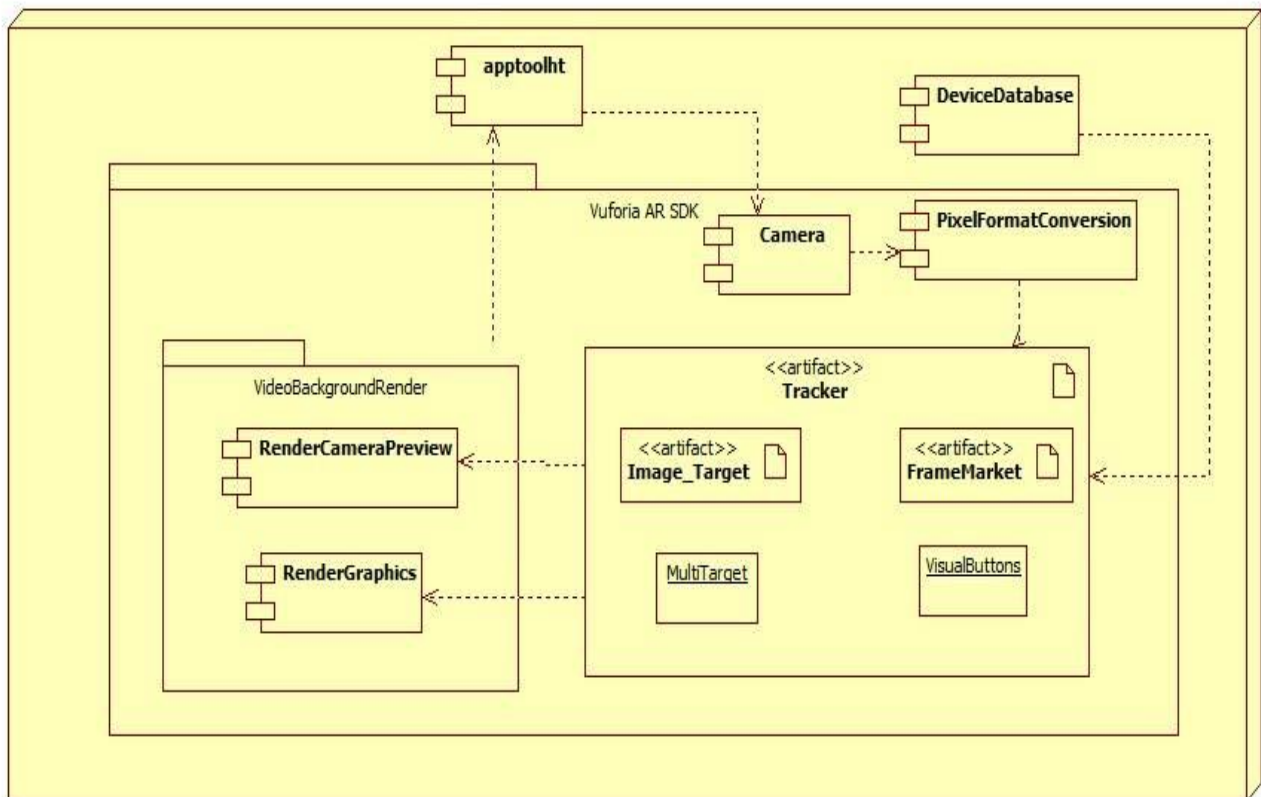 apptoolht
DeviceDatabase
Vuforia AR SDK
Camera
PixelFormatConversion
VideoBackgroundRender
<<artifact>>
Tracker
RenderCameraPreview
<<artifact>>
Image_Target
<<artifact>>
FrameMarket
RenderGraphics
MultiTarget
VisualButtons